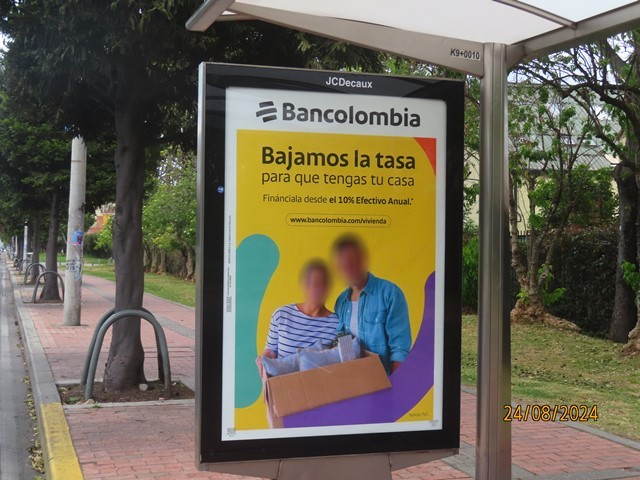 K9+0010
JCDecaux
Bancolombia
Bajamos la tasa
para que tengas tu casa
Finánciala desde el 10% Efectivo Anual.*
www.bancolombia.com/vivienda
24/08/2024